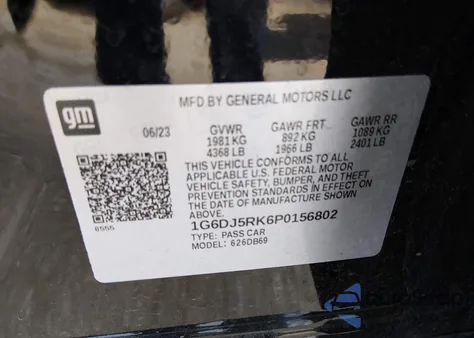 MFD BY GENERAL MOTORS LLC
gm
06/23
GVWR GAWR FRT GAWR RR
1981 KG 892 KG 1089 KG
4368 LB 1966 LB 2401 LB
THIS VEHICLE CONFORMS TO ALL
APPLICABLE U.S. FEDERAL MOTOR
VEHICLE SAFETY, BUMPER, AND THEFT
PREVENTION STANDARDS IN EFFECT ON
THE DATE OF MANUFACTURE SHOWN
ABOVE.
1G6DJ5RK6P0156802
TYPE: PASS CAR
MODEL: 626DB69